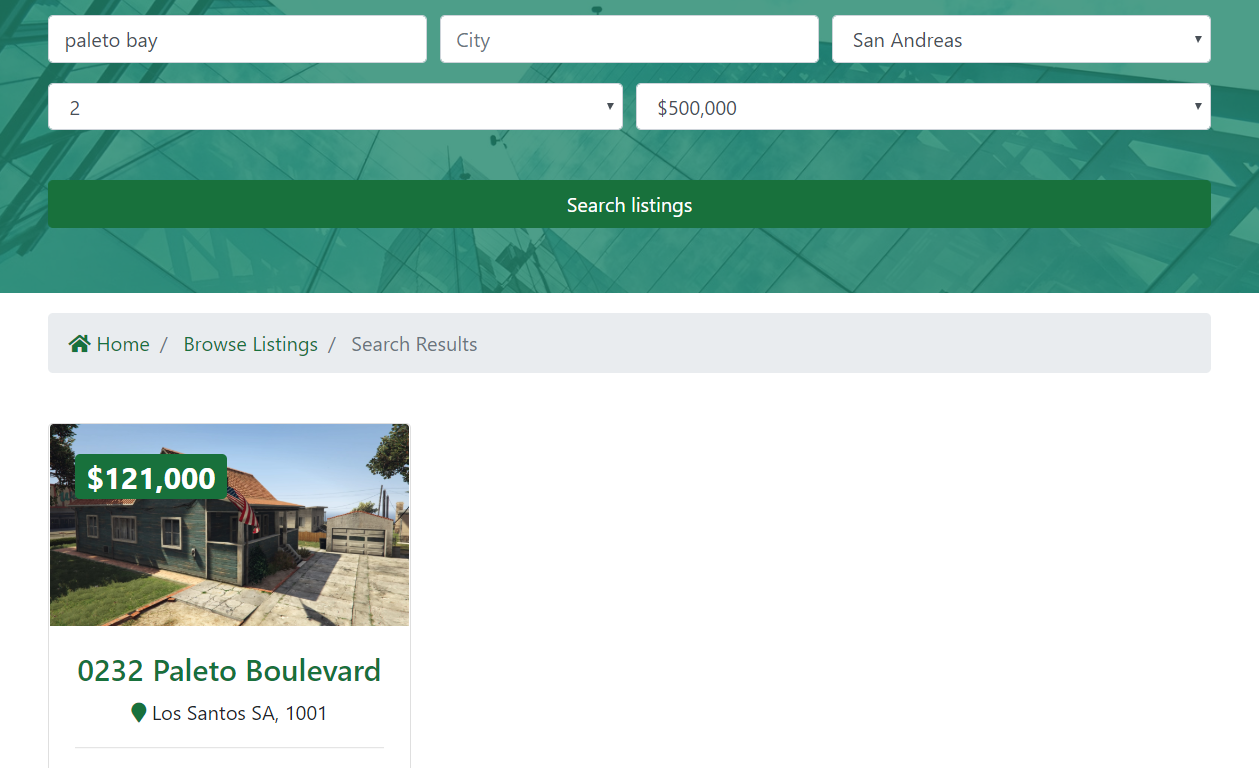 paleto bay City San Andreas
2 $500,000
Search listings
Home / Browse Listings / Search Results
$121,000
0232 Paleto Boulevard
Los Santos SA, 1001